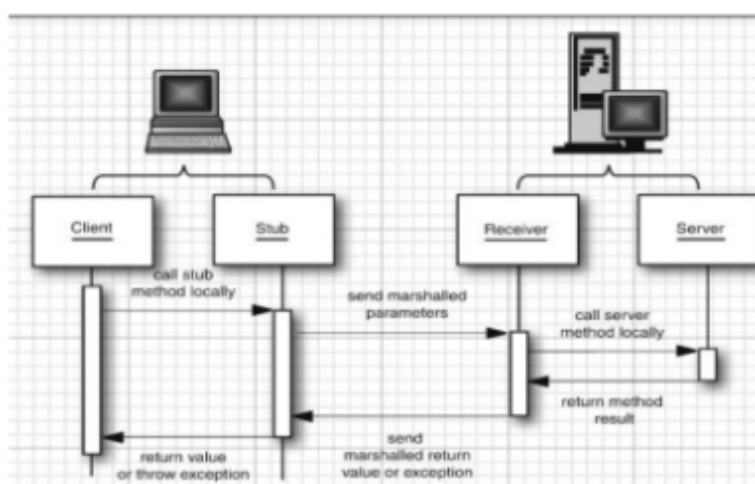 Client
Stub
Receiver
Server
call stub
method locally
send marshalled
parameters
call server
method locally
return method
result
send
marshalled return
value or exception
return value
or throw exception